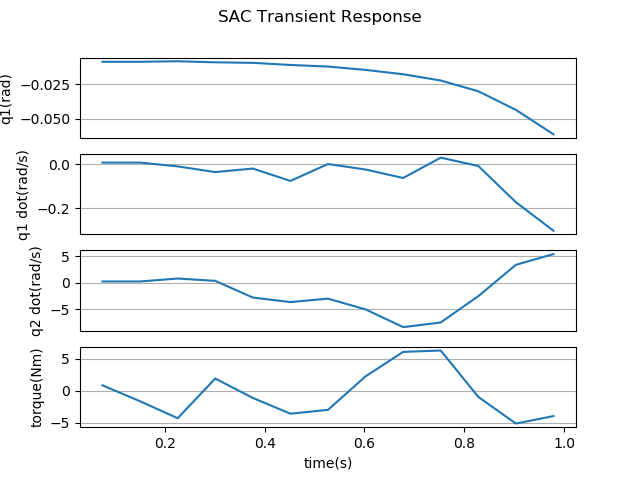 SAC Transient Response
q1(rad)
−0.025
−0.050
q1 dot(rad/s)
0.0
−0.2
q2 dot(rad/s)
5
0
−5
torque(Nm)
5
0
−5
0.2 0.4 0.6 0.8 1.0
time(s)